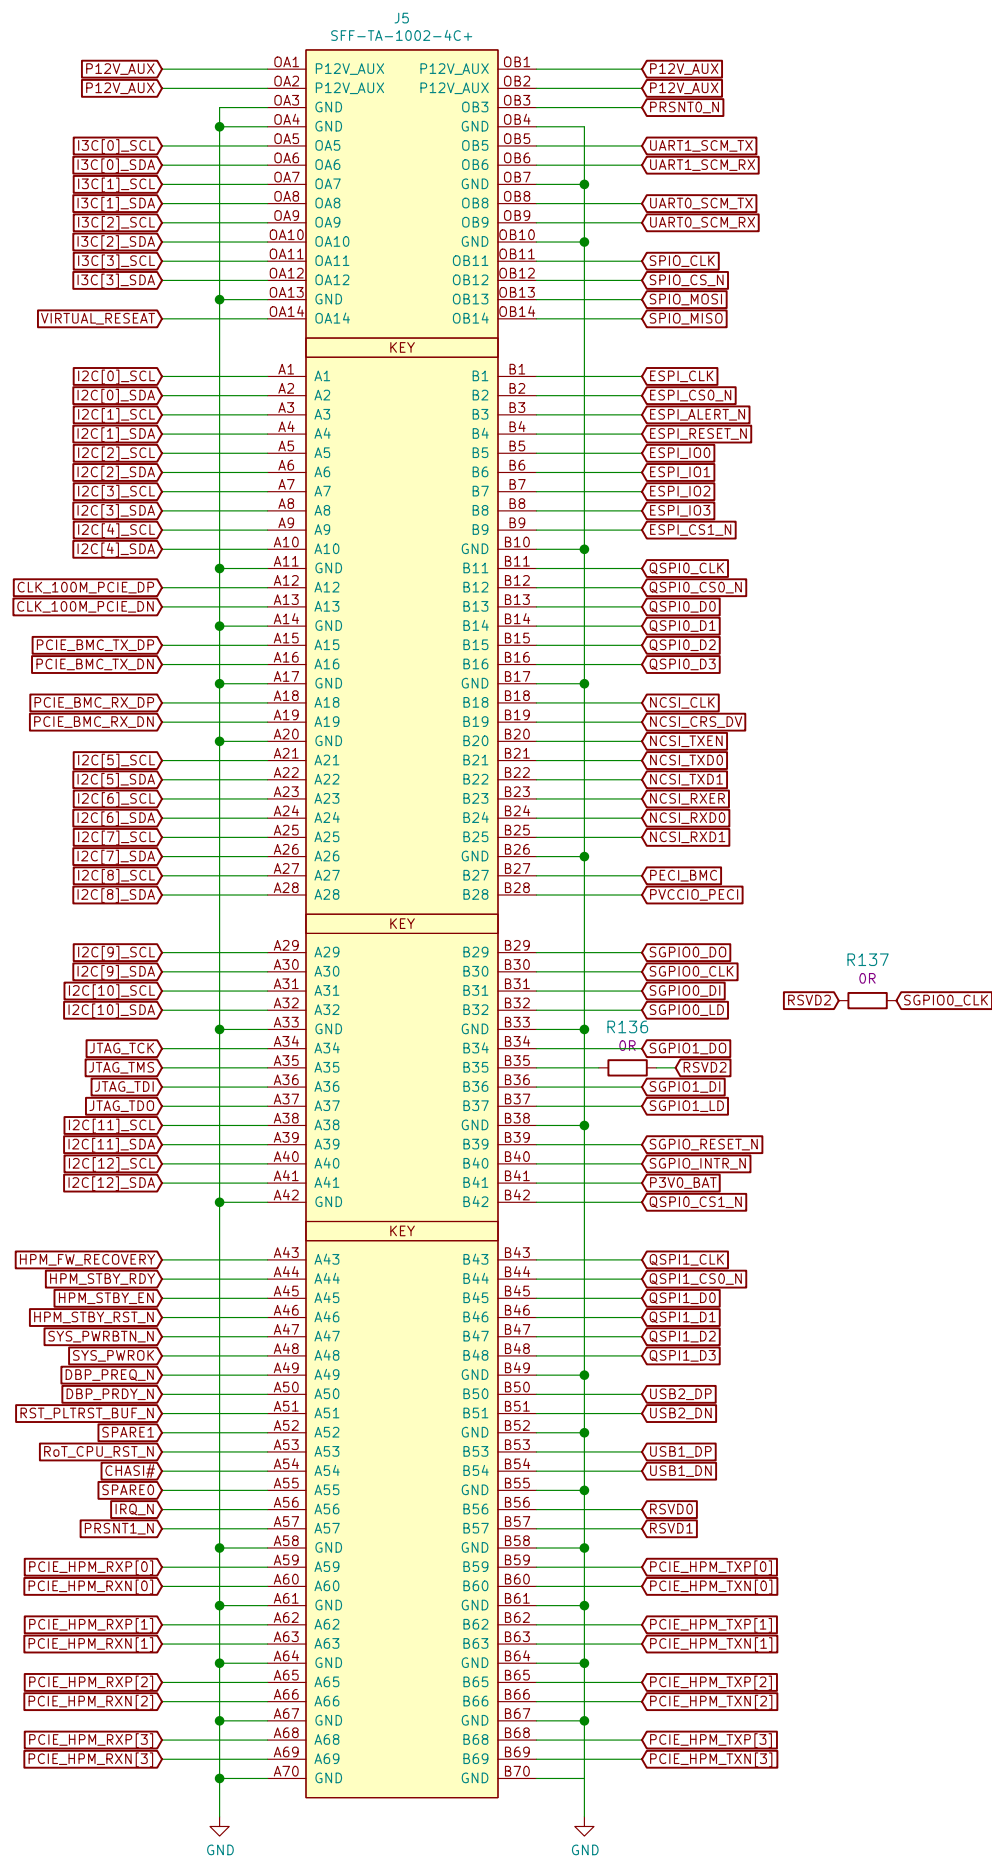 J5
SFF-TA-1002-4C+
P12V_AUX OA1 P12V_AUX P12V_AUX OB1 P12V_AUX
P12V_AUX OA2 P12V_AUX P12V_AUX OB2 P12V_AUX
OA3 GND OB3 OB3 PRSNT0_N
OA4 GND GND OB4
I3C[0]_SCL OA5 OA5 OB5 OB5 UART1_SCM_TX
I3C[0]_SDA OA6 OA6 OB6 OB6 UART1_SCM_RX
I3C[1]_SCL OA7 OA7 GND OB7
I3C[1]_SDA OA8 OA8 OB8 OB8 UART0_SCM_TX
I3C[2]_SCL OA9 OA9 OB9 OB9 UART0_SCM_RX
I3C[2]_SDA OA10 OA10 GND OB10
I3C[3]_SCL OA11 OA11 OB11 OB11 SPIO_CLK
I3C[3]_SDA OA12 OA12 OB12 OB12 SPIO_CS_N
OA13 GND OB13 OB13 SPIO_MOSI
VIRTUAL_RESEAT OA14 OA14 OB14 OB14 SPIO_MISO
KEY
I2C[0]_SCL A1 A1 B1 B1 ESPI_CLK
I2C[0]_SDA A2 A2 B2 B2 ESPI_CS0_N
I2C[1]_SCL A3 A3 B3 B3 ESPI_ALERT_N
I2C[1]_SDA A4 A4 B4 B4 ESPI_RESET_N
I2C[2]_SCL A5 A5 B5 B5 ESPI_IO0
I2C[2]_SDA A6 A6 B6 B6 ESPI_IO1
I2C[3]_SCL A7 A7 B7 B7 ESPI_IO2
I2C[3]_SDA A8 A8 B8 B8 ESPI_IO3
I2C[4]_SCL A9 A9 B9 B9 ESPI_CS1_N
I2C[4]_SDA A10 A10 GND B10
A11 GND B11 B11 QSPI0_CLK
CLK_100M_PCIE_DP A12 A12 B12 B12 QSPI0_CS0_N
CLK_100M_PCIE_DN A13 A13 B13 B13 QSPI0_D0
A14 GND B14 B14 QSPI0_D1
PCIE_BMC_TX_DP A15 A15 B15 B15 QSPI0_D2
PCIE_BMC_TX_DN A16 A16 B16 B16 QSPI0_D3
A17 GND GND B17
PCIE_BMC_RX_DP A18 A18 B18 B18 NCSI_CLK
PCIE_BMC_RX_DN A19 A19 B19 B19 NCSI_CRS_DV
A20 GND B20 B20 NCSI_TXEN
I2C[5]_SCL A21 A21 B21 B21 NCSI_TXD0
I2C[5]_SDA A22 A22 B22 B22 NCSI_TXD1
I2C[6]_SCL A23 A23 B23 B23 NCSI_RXER
I2C[6]_SDA A24 A24 B24 B24 NCSI_RXD0
I2C[7]_SCL A25 A25 B25 B25 NCSI_RXD1
I2C[7]_SDA A26 A26 GND B26
I2C[8]_SCL A27 A27 B27 B27 PECI_BMC
I2C[8]_SDA A28 A28 B28 B28 PVCCIO_PECI
KEY
I2C[9]_SCL A29 A29 B29 B29 SGPIO0_DO
R137
I2C[9]_SDA A30 A30 B30 B30 SGPIO0_CLK
0R
I2C[10]_SCL A31 A31 B31 B31 SGPIO0_DI
RSVD2 SGPIO0_CLK
I2C[10]_SDA A32 A32 B32 B32 SGPIO0_LD
A33 GND GND B33
R136
0R
JTAG_TCK A34 A34 B34 B34 SGPIO1_DO
JTAG_TMS A35 A35 B35 B35 RSVD2
JTAG_TDI A36 A36 B36 B36 SGPIO1_DI
JTAG_TDO A37 A37 B37 B37 SGPIO1_LD
I2C[11]_SCL A38 A38 GND B38
I2C[11]_SDA A39 A39 B39 B39 SGPIO_RESET_N
I2C[12]_SCL A40 A40 B40 B40 SGPIO_INTR_N
I2C[12]_SDA A41 A41 B41 B41 P3V0_BAT
A42 GND B42 B42 QSPI0_CS1_N
KEY
HPM_FW_RECOVERY A43 A43 B43 B43 QSPI1_CLK
HPM_STBY_RDY A44 A44 B44 B44 QSPI1_CS0_N
HPM_STBY_EN A45 A45 B45 B45 QSPI1_D0
HPM_STBY_RST_N A46 A46 B46 B46 QSPI1_D1
SYS_PWRBTN_N A47 A47 B47 B47 QSPI1_D2
SYS_PWROK A48 A48 B48 B48 QSPI1_D3
DBP_PREQ_N A49 A49 GND B49
DBP_PRDY_N A50 A50 B50 B50 USB2_DP
RST_PLTRST_BUF_N A51 A51 B51 B51 USB2_DN
SPARE1 A52 A52 GND B52
RoT_CPU_RST_N A53 A53 B53 B53 USB1_DP
CHASI# A54 A54 B54 B54 USB1_DN
SPARE0 A55 A55 GND B55
IRQ_N A56 A56 B56 B56 RSVD0
PRSNT1_N A57 A57 B57 B57 RSVD1
A58 GND GND B58
PCIE_HPM_RXP[0] A59 A59 B59 B59 PCIE_HPM_TXP[0]
PCIE_HPM_RXN[0] A60 A60 B60 B60 PCIE_HPM_TXN[0]
A61 GND GND B61
PCIE_HPM_RXP[1] A62 A62 B62 B62 PCIE_HPM_TXP[1]
PCIE_HPM_RXN[1] A63 A63 B63 B63 PCIE_HPM_TXN[1]
A64 GND GND B64
PCIE_HPM_RXP[2] A65 A65 B65 B65 PCIE_HPM_TXP[2]
PCIE_HPM_RXN[2] A66 A66 B66 B66 PCIE_HPM_TXN[2]
A67 GND GND B67
PCIE_HPM_RXP[3] A68 A68 B68 B68 PCIE_HPM_TXP[3]
PCIE_HPM_RXN[3] A69 A69 B69 B69 PCIE_HPM_TXN[3]
A70 GND GND B70
GND GND